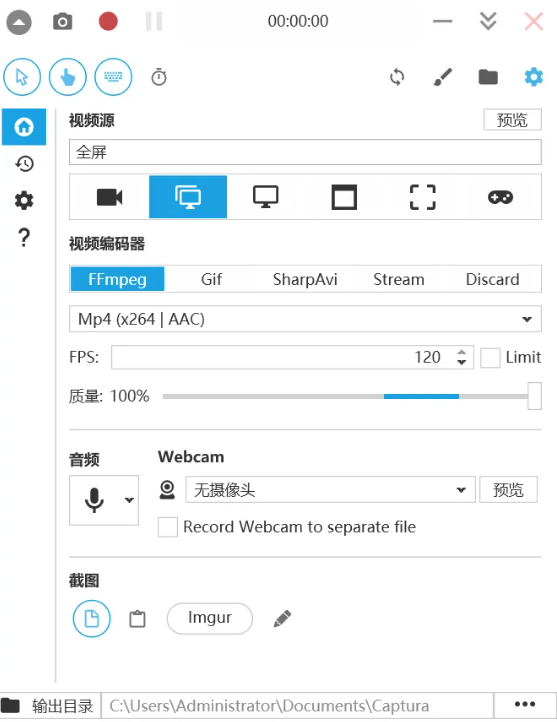 00:00:00
视频源
预览
全屏
视频编码器
FFmpeg Gif SharpAvi Stream Discard
Mp4 (x264 | AAC)
FPS: 120 Limit
质量: 100%
音频
Webcam
无摄像头
预览
Record Webcam to separate file
截图
Imgur
输出目录 C:\Users\Administrator\Documents\Captura •••